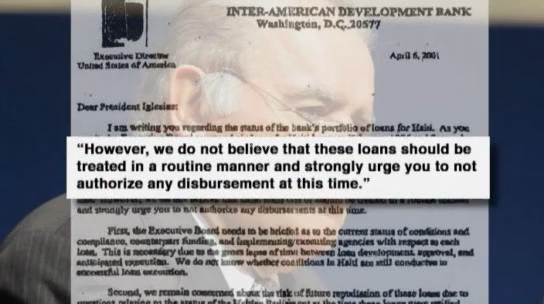 INTER-AMERICAN DEVELOPMENT BANK
Washington, D.C. 20577
Executive Director
United States of America
April 6, 2001
Dear President Iglesias:
I am writing you regarding the status of the bank's portfolio of loans for Haiti. As you
“However, we do not believe that these loans should be
treated in a routine manner and strongly urge you to not
authorize any disbursement at this time.”
and strongly urge you to not authorize any disbursements at this time.
First, the Executive Board needs to be briefed as to the current status of conditions and
compliance, counterpart funding, and implementing/executing agencies with respect to each
loan. This is necessary due to the gross lapse of time between loan development, approval, and
anticipated execution. We do not know whether conditions in Haiti are still conducive to
successful loan execution.
Second, we remain concerned about the risk of future repudiation of these loans due to